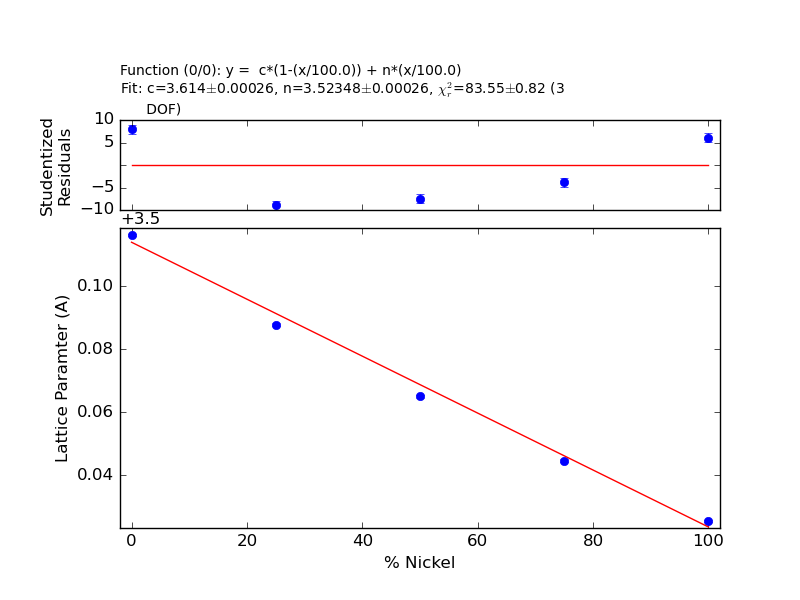 Function (0/0): y =  c*(1-(x/100.0)) + n*(x/100.0)
Fit: c=3.614±0.00026, n=3.52348±0.00026, χ²ᵣ=83.55±0.82 (3
DOF)
Studentized
Residuals
10
5
−5
−10
+3.5
Lattice Paramter (A)
0.10
0.08
0.06
0.04
0 20 40 60 80 100
% Nickel